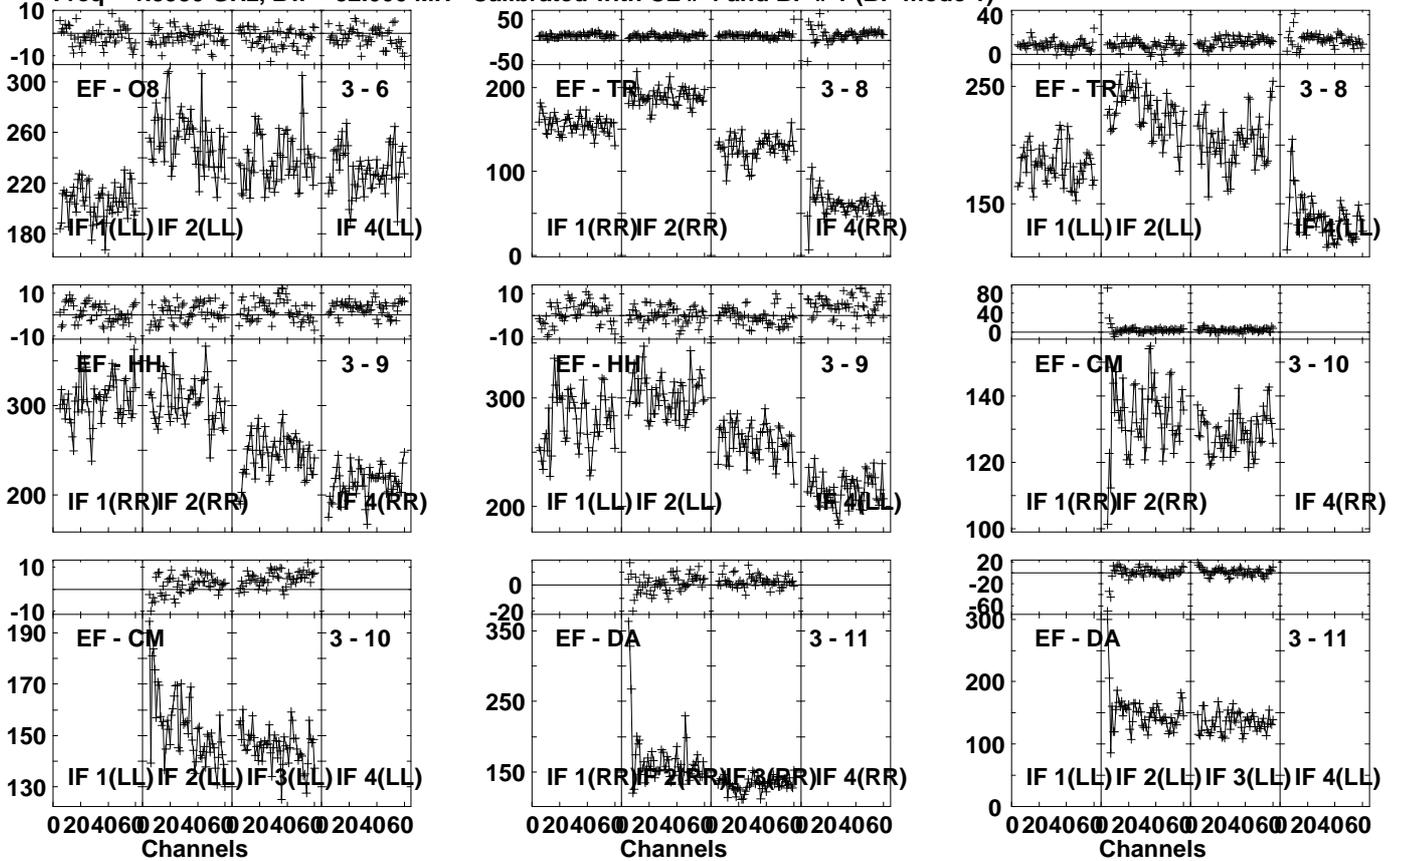 10
-10
300
260
220
180
EF - O8
3 - 6
IF 1(LL)
IF 2(LL)
IF 4(LL)
50
-50
200
100
0
EF - TR
3 - 8
IF 1(RR)
IF 2(RR)
IF 4(RR)
40
0
250
150
EF - TR
3 - 8
IF 1(LL)
IF 2(LL)
IF 4(LL)
10
-10
300
200
EF - HH
3 - 9
IF 1(RR)
IF 2(RR)
IF 4(RR)
10
-10
300
200
EF - HH
3 - 9
IF 1(LL)
IF 2(LL)
IF 4(LL)
80
40
0
140
120
100
EF - CM
3 - 10
IF 1(RR)
IF 2(RR)
IF 4(RR)
10
-10
190
170
150
130
EF - CM
3 - 10
IF 1(LL)
IF 2(LL)
IF 3(LL)
IF 4(LL)
0 20 40 60 0 20 40 60 0 20 40 60 0 20 40 60
Channels
0
-20
350
250
150
EF - DA
3 - 11
IF 1(RR)
IF 2(RR)
IF 3(RR)
IF 4(RR)
0 20 40 60 0 20 40 60 0 20 40 60 0 20 40 60
Channels
20
-20
-60
300
200
100
0
EF - DA
3 - 11
IF 1(LL)
IF 2(LL)
IF 3(LL)
IF 4(LL)
0 20 40 60 0 20 40 60 0 20 40 60 0 20 40 60
Channels